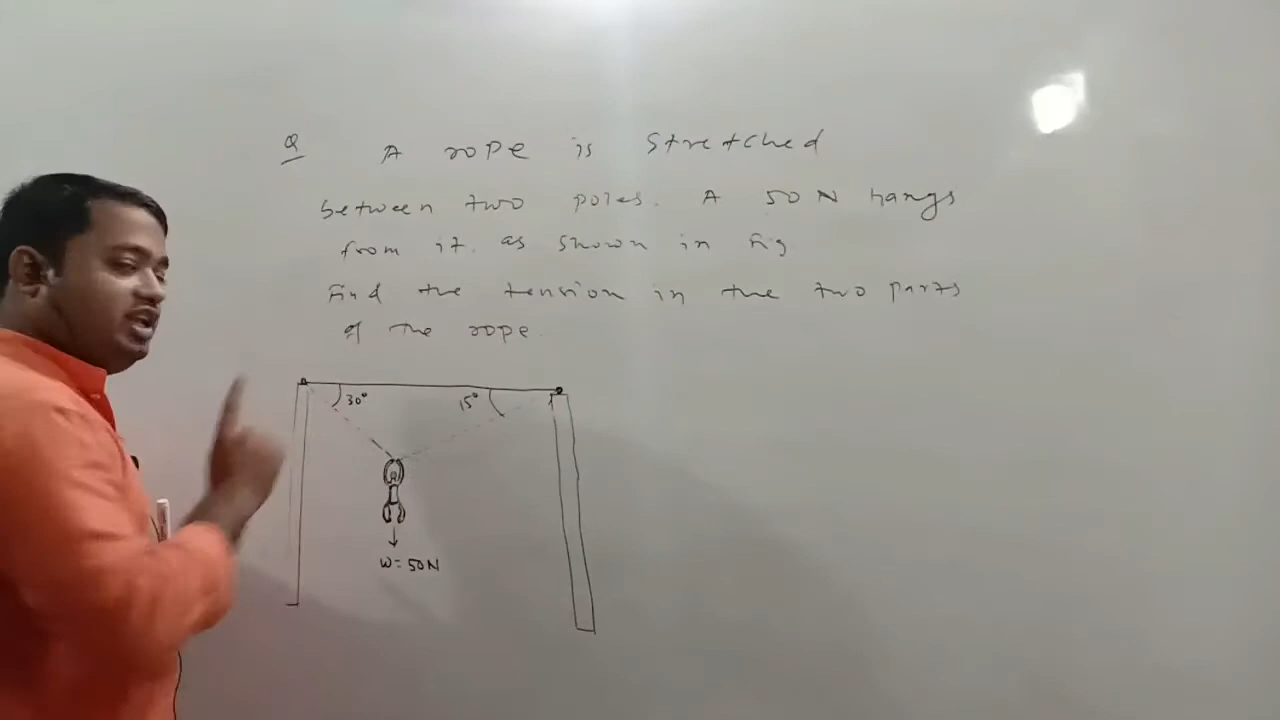 Q A rope is stretched
between two poles. A 50 N hangs
from it. as shown in fig
Find the tension in the two parts
of the rope.
30° 15°
W = 50N